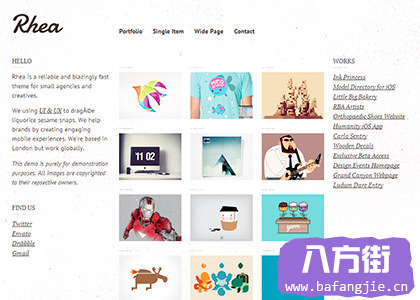 Rhea
Portfolio Single Item Wide Page Contact
HELLO
Rhea is a reliable and blazingly fast
theme for small agencies and
creatives.
We using UI & UX to dragÃ©e
liquorice sesame snaps. We help
brands by creating engaging
mobile experiences. We're based in
London but work globally.
This demo is purely for demonstration
purposes. All images are copyrighted
to their repsective owners.
FIND US
Twitter
Envato
Dribbble
Gmail
11 02
WORKS
Ink Princess
Model Directory for iOS
Little Big Bakery
RBA Artists
Orthopaedic Shoes Website
Humanity iOS App
Carla Sentry
Wooden Decals
Exclusive Beta Access
Design Events Homepage
Grand Canyon Webpage
Ludum Dare Entry
八方街
www.bafangjie.cn